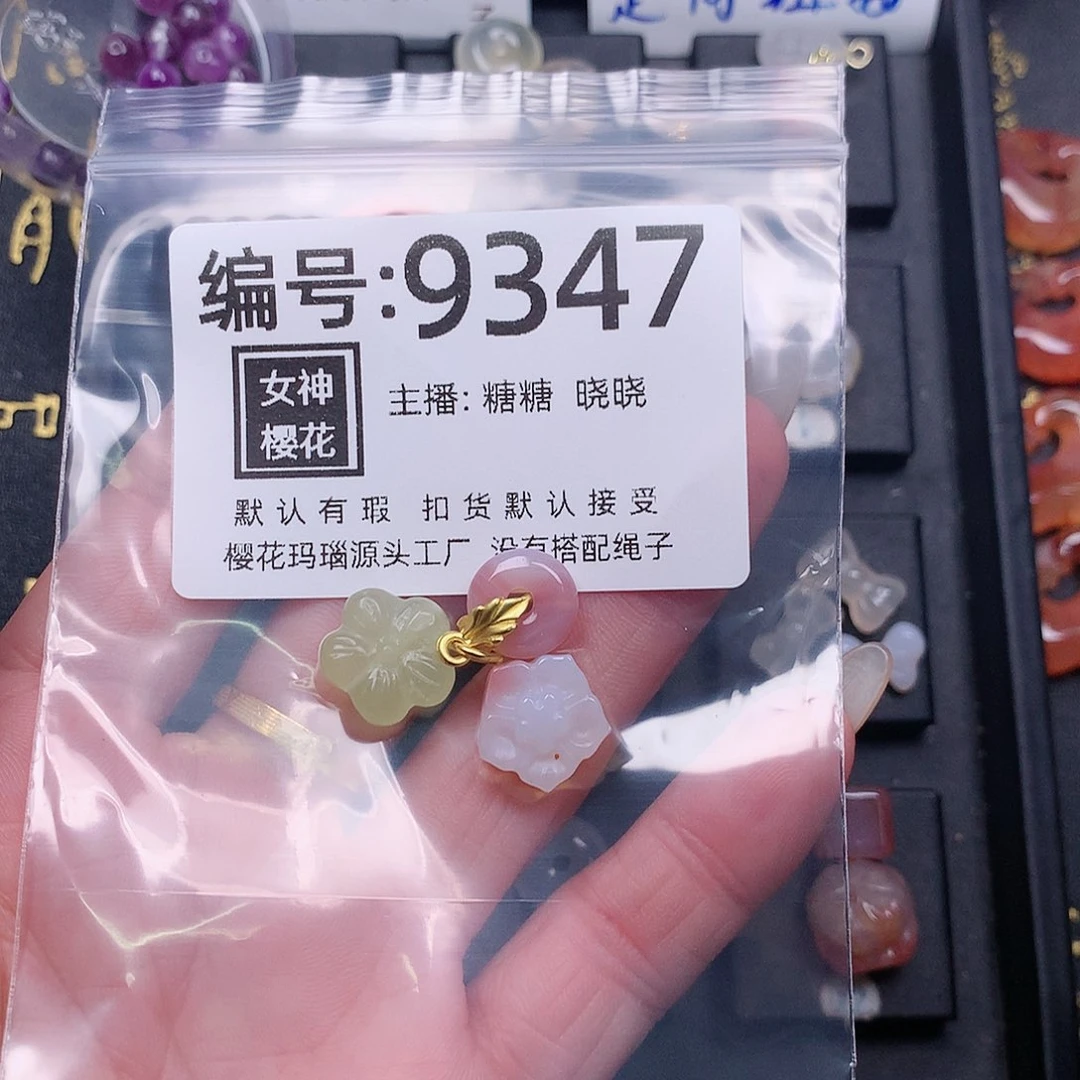 编号:9347
女神
樱花
主播: 糖糖 晓晓
默认有瑕 扣货默认接受
樱花玛瑙源头工厂 没有搭配绳子